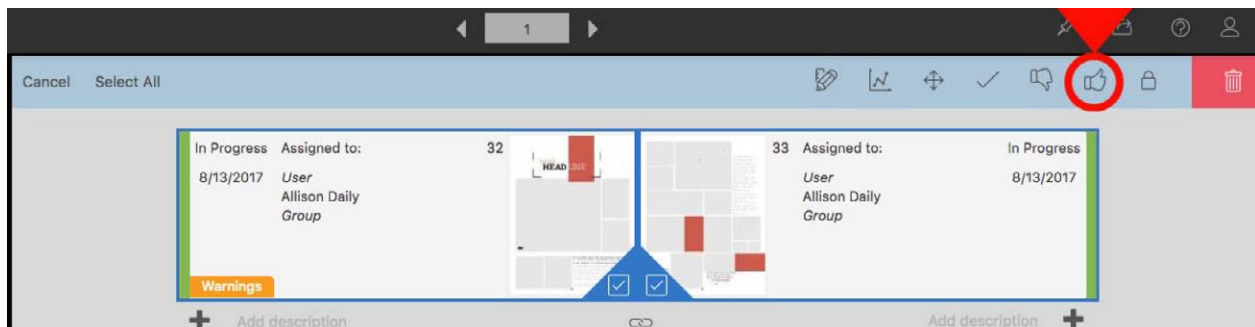 1
Cancel Select All
In Progress Assigned to: 32
8/13/2017 User
Allison Daily
Group
Warnings
HEADLINE
33 Assigned to: In Progress
User 8/13/2017
Allison Daily
Group
Add description
Add description